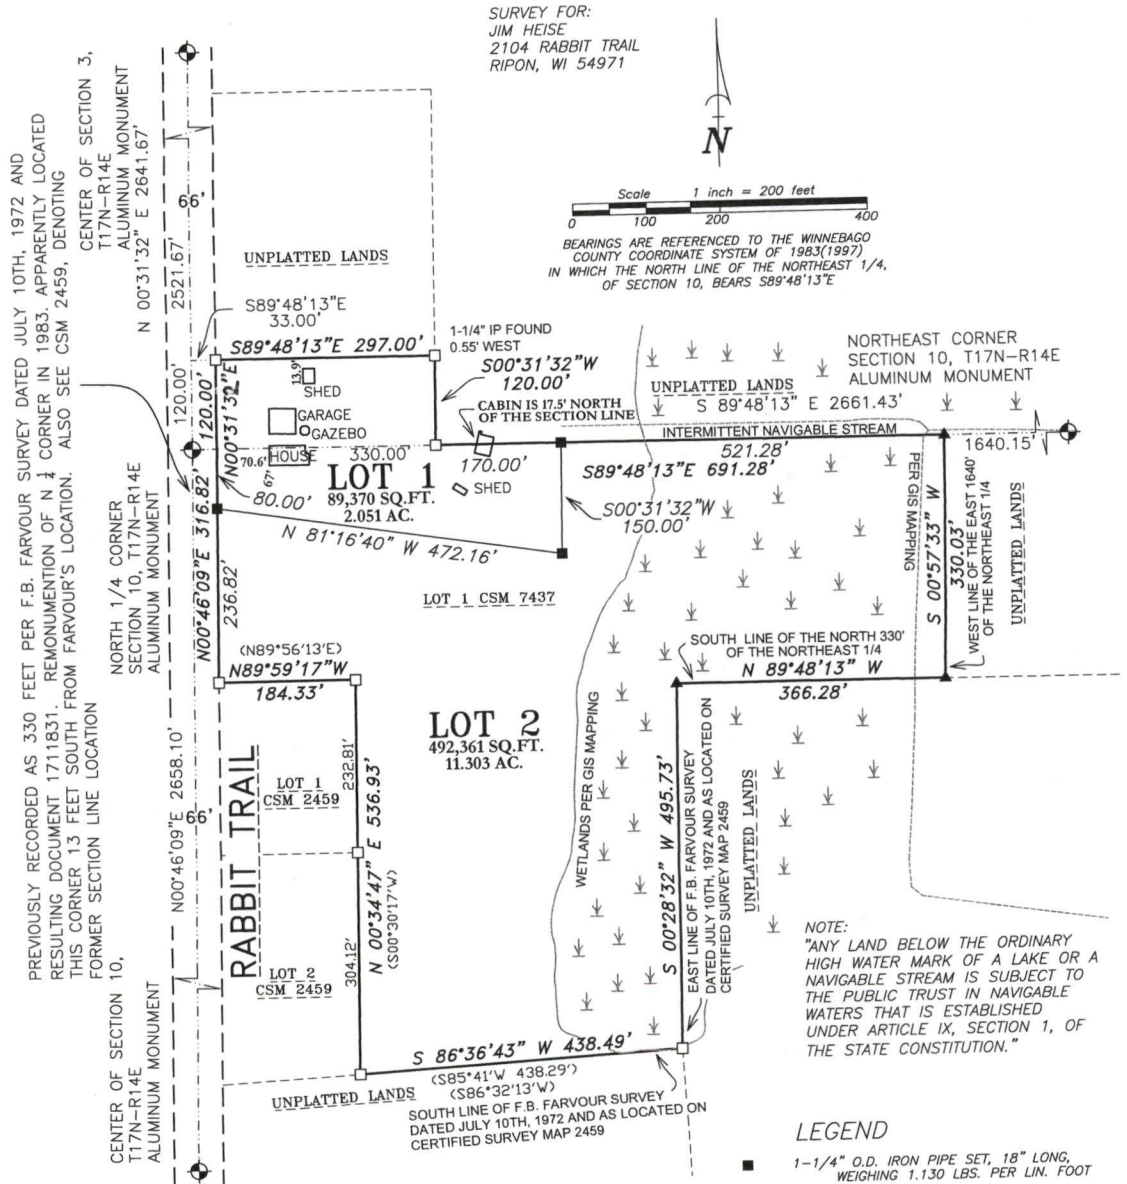 SURVEY FOR:
JIM HEISE
2104 RABBIT TRAIL
RIPON, WI 54971
N
Scale 1 inch = 200 feet
0 100 200 400
BEARINGS ARE REFERENCED TO THE WINNEBAGO
COUNTY COORDINATE SYSTEM OF 1983(1997)
IN WHICH THE NORTH LINE OF THE NORTHEAST 1/4,
OF SECTION 10, BEARS S89°48'13"E
PREVIOUSLY RECORDED AS 330 FEET PER F.B. FARVOUR SURVEY DATED JULY 10TH, 1972 AND
RESULTING DOCUMENT 1711831. REMONUMENTION OF N ¼ CORNER IN 1983. APPARENTLY LOCATED
THIS CORNER 13 FEET SOUTH FROM FARVOUR'S LOCATION. ALSO SEE CSM 2459, DENOTING
FORMER SECTION LINE LOCATION
CENTER OF SECTION 3,
T17N-R14E
ALUMINUM MONUMENT
N 00°31'32" E 2641.67'
2521.67'
66'
120.00'
UNPLATTED LANDS
S89°48'13"E
33.00'
S89°48'13"E 297.00'
1-1/4" IP FOUND
0.55' WEST
S00°31'32"W
120.00'
N00°31'32"E
120.00'
13.9'
SHED
GARAGE
GAZEBO
HOUSE
70.6'
67'
330.00'
CABIN IS 17.5' NORTH
OF THE SECTION LINE
170.00'
SHED
LOT 1
89,370 SQ.FT.
2.051 AC.
80.00'
N 81°16'40" W 472.16'
NORTHEAST CORNER
SECTION 10, T17N-R14E
ALUMINUM MONUMENT
UNPLATTED LANDS
S 89°48'13" E 2661.43'
INTERMITTENT NAVIGABLE STREAM
1640.15'
521.28'
S89°48'13"E 691.28'
S00°31'32"W
150.00'
PER GIS MAPPING
S 00°57'33" W
330.03'
WEST LINE OF THE EAST 1640'
OF THE NORTHEAST 1/4
UNPLATTED LANDS
NORTH 1/4 CORNER
SECTION 10, T17N-R14E
ALUMINUM MONUMENT
N00°46'09"E 316.82'
236.82'
LOT 1 CSM 7437
SOUTH LINE OF THE NORTH 330'
OF THE NORTHEAST 1/4
N 89°48'13" W
366.28'
(N89°56'13"E)
N89°59'17"W
184.33'
LOT 2
492,361 SQ.FT.
11.303 AC.
WETLANDS PER GIS MAPPING
N00°46'09"E 2658.10'
66'
RABBIT TRAIL
LOT 1
CSM 2459
232.81'
N 00°34'47" E 536.93'
(S00°30'17"W)
LOT 2
CSM 2459
304.12'
S 00°28'32" W 495.73'
EAST LINE OF F.B. FARVOUR SURVEY
DATED JULY 10TH, 1972 AND AS LOCATED ON
CERTIFIED SURVEY MAP 2459
UNPLATTED LANDS
NOTE:
"ANY LAND BELOW THE ORDINARY
HIGH WATER MARK OF A LAKE OR A
NAVIGABLE STREAM IS SUBJECT TO
THE PUBLIC TRUST IN NAVIGABLE
WATERS THAT IS ESTABLISHED
UNDER ARTICLE IX, SECTION 1, OF
THE STATE CONSTITUTION."
CENTER OF SECTION 10,
T17N-R14E
ALUMINUM MONUMENT
S 86°36'43" W 438.49'
(S85°41'W 438.29')
(S86°32'13"W)
UNPLATTED LANDS
SOUTH LINE OF F.B. FARVOUR SURVEY
DATED JULY 10TH, 1972 AND AS LOCATED ON
CERTIFIED SURVEY MAP 2459
LEGEND
1-1/4" O.D. IRON PIPE SET, 18" LONG,
WEIGHING 1.130 LBS. PER LIN. FOOT